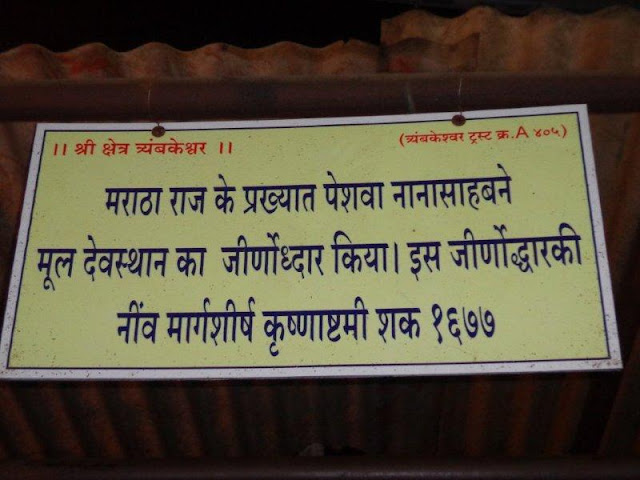 ।। श्री क्षेत्र त्र्यंबकेश्वर ।।
(त्र्यंबकेश्वर ट्रस्ट क्र.A ४०५)
मराठा राज के प्रख्यात पेशवा नानासाहबने
मूल देवस्थान का जीर्णोध्दार किया। इस जीर्णोद्धारकी
नींव मार्गशीर्ष कृष्णाष्टमी शक १६७७